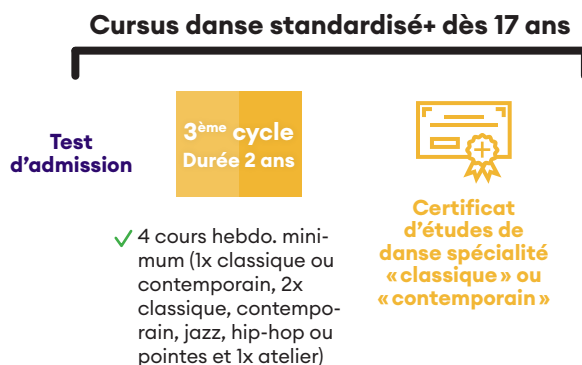 Cursus danse standardisé+ dès 17 ans
Test
d'admission
3ème cycle
Durée 2 ans
4 cours hebdo. mini-
mum (1x classique ou
contemporain, 2x
classique, contempo-
rain, jazz, hip-hop ou
pointes et 1x atelier)
Certificat
d'études de
danse spécialité
«classique» ou
«contemporain»